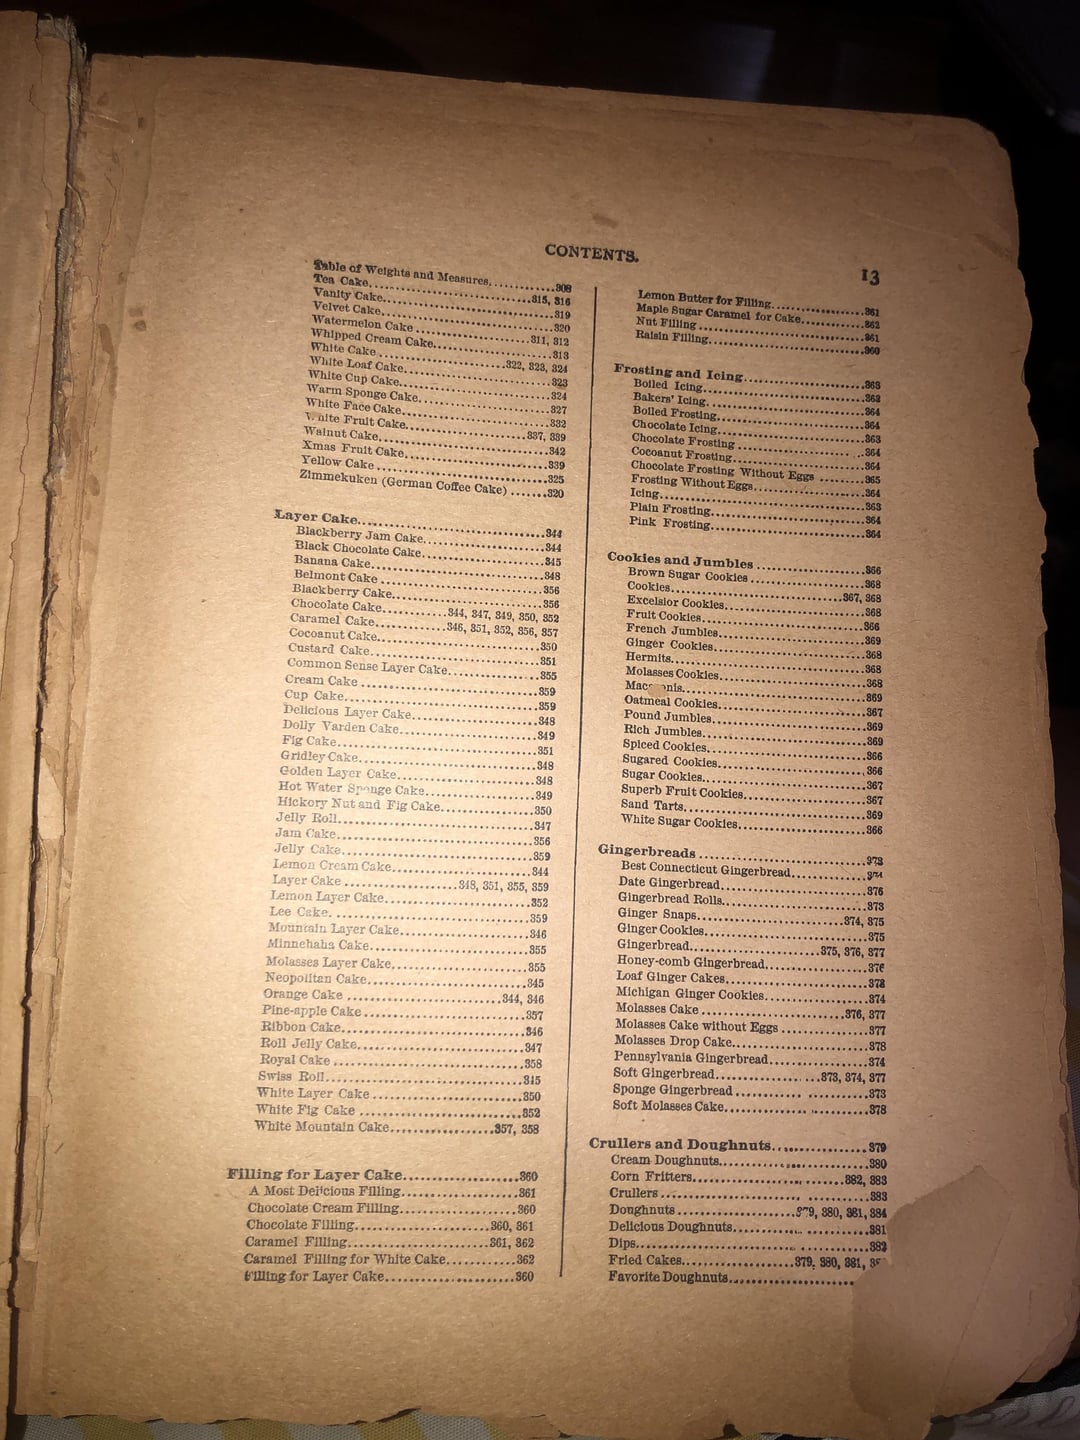 CONTENTS.
13
Table of Weights and Measures............308
Tea Cake..............................315, 316
Vanity Cake..............................319
Velvet Cake..............................320
Watermelon Cake....................311, 312
Whipped Cream Cake....................313
White Cake....................322, 323, 324
White Loaf Cake..........................323
White Cup Cake..........................324
Warm Sponge Cake......................327
White Face Cake..........................332
White Fruit Cake....................337, 339
Walnut Cake..............................342
Xmas Fruit Cake..........................339
Yellow Cake..............................325
Zimmekuken (German Coffee Cake).......320
Layer Cake..............................344
Blackberry Jam Cake....................344
Black Chocolate Cake....................345
Banana Cake..............................348
Belmont Cake............................356
Blackberry Cake..........................356
Chocolate Cake..........344, 347, 349, 350, 352
Caramel Cake..........346, 351, 352, 356, 357
Cocoanut Cake............................350
Custard Cake..............................351
Common Sense Layer Cake................355
Cream Cake..............................359
Cup Cake..................................359
Delicious Layer Cake......................348
Dolly Varden Cake........................349
Fig Cake..................................351
Gridley Cake..............................348
Golden Layer Cake........................348
Hot Water Sponge Cake..................349
Hickory Nut and Fig Cake................350
Jelly Roll..................................347
Jam Cake..................................356
Jelly Cake..................................359
Lemon Cream Cake......................344
Layer Cake....................348, 351, 355, 359
Lemon Layer Cake........................352
Lee Cake..................................359
Mountain Layer Cake....................346
Minnehaha Cake..........................355
Molasses Layer Cake......................355
Neopolitan Cake..........................345
Orange Cake..........................344, 346
Pine-apple Cake..........................357
Ribbon Cake..............................346
Roll Jelly Cake............................347
Royal Cake................................358
Swiss Roll..................................345
White Layer Cake..........................350
White Fig Cake............................352
White Mountain Cake..................357, 358
Filling for Layer Cake....................360
A Most Delicious Filling....................361
Chocolate Cream Filling....................360
Chocolate Filling....................360, 361
Caramel Filling......................361, 362
Caramel Filling for White Cake............362
Filling for Layer Cake......................360
Lemon Butter for Filling..................361
Maple Sugar Caramel for Cake............362
Nut Filling................................361
Raisin Filling..............................360
Frosting and Icing........................363
Boiled Icing................................363
Bakers' Icing..............................364
Boiled Frosting............................364
Chocolate Icing............................363
Chocolate Frosting........................364
Cocoanut Frosting........................364
Chocolate Frosting Without Eggs........365
Frosting Without Eggs....................364
Icing......................................363
Plain Frosting..............................364
Pink Frosting..............................364
Cookies and Jumbles....................366
Brown Sugar Cookies......................368
Cookies..............................367, 368
Excelsior Cookies..........................368
Fruit Cookies..............................366
French Jumbles............................369
Ginger Cookies............................368
Hermits....................................368
Molasses Cookies..........................368
369
Oatmeal Cookies..........................367
Pound Jumbles............................369
Rich Jumbles..............................369
Spiced Cookies............................366
Sugared Cookies..........................366
Sugar Cookies............................367
Superb Fruit Cookies......................367
Sand Tarts................................369
White Sugar Cookies......................366
Gingerbreads............................373
Best Connecticut Gingerbread............
Date Gingerbread........................376
Gingerbread Rolls........................373
Ginger Snaps..........................374, 375
Ginger Cookies............................375
Gingerbread......................375, 376, 377
Honey-comb Gingerbread................376
Loaf Ginger Cakes........................378
Michigan Ginger Cookies................374
Molasses Cake........................376, 377
Molasses Cake without Eggs..............377
Molasses Drop Cake......................378
Pennsylvania Gingerbread................374
Soft Gingerbread..................373, 374, 377
Sponge Gingerbread......................373
Soft Molasses Cake........................378
Crullers and Doughnuts..................379
Cream Doughnuts........................380
Corn Fritters..........................382, 383
Crullers....................................383
Doughnuts....................379, 380, 381, 384
Delicious Doughnuts......................381
Dips......................................382
Fried Cakes....................379, 380, 381,
Favorite Doughnuts....................